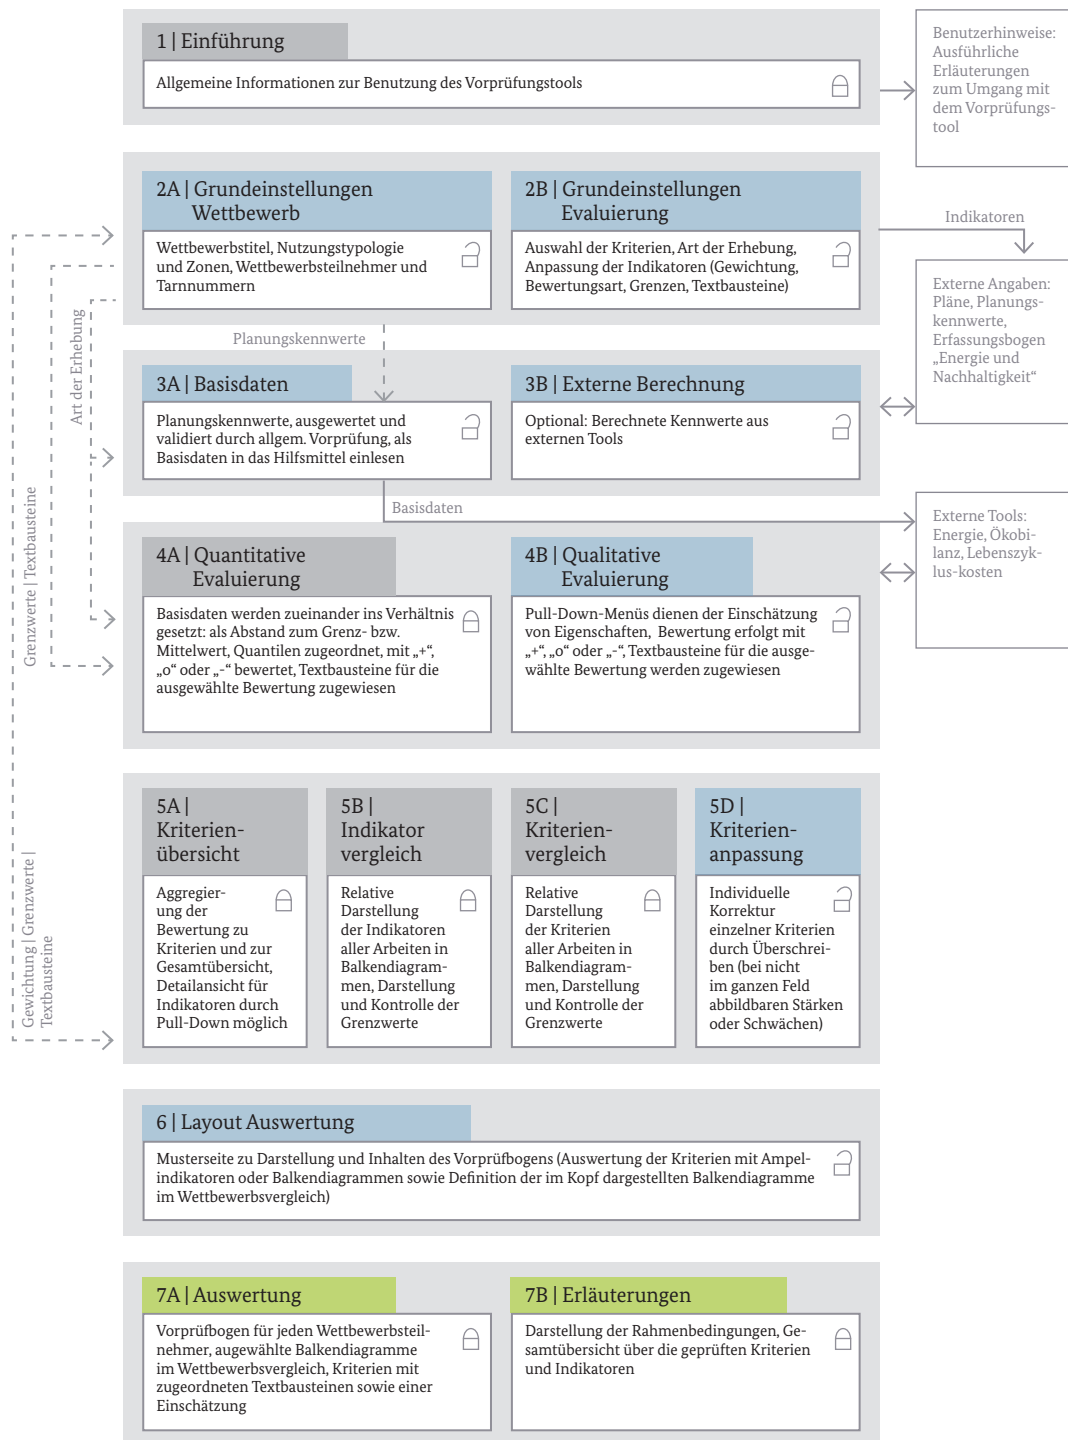 1 | Einführung
Allgemeine Informationen zur Benutzung des Vorprüfungstools
Benutzerhinweise:
Ausführliche
Erläuterungen
zum Umgang mit
dem Vorprüfungs-
tool
2A | Grundeinstellungen
Wettbewerb
Wettbewerbstitel, Nutzungstypologie
und Zonen, Wettbewerbsteilnehmer und
Tarnnummern
2B | Grundeinstellungen
Evaluierung
Auswahl der Kriterien, Art der Erhebung,
Anpassung der Indikatoren (Gewichtung,
Bewertungsart, Grenzen, Textbausteine)
Indikatoren
Externe Angaben:
Pläne, Planungs-
kennwerte,
Erfassungsbogen
„Energie und
Nachhaltigkeit“
Planungskennwerte
Art der Erhebung
3A | Basisdaten
Planungskennwerte, ausgewertet und
validiert durch allgem. Vorprüfung, als
Basisdaten in das Hilfsmittel einlesen
3B | Externe Berechnung
Optional: Berechnete Kennwerte aus
externen Tools
Basisdaten
Externe Tools:
Energie, Ökobi-
lanz, Lebenszyk-
lus-kosten
Grenzwerte | Textbausteine
4A | Quantitative
Evaluierung
Basisdaten werden zueinander ins Verhältnis
gesetzt: als Abstand zum Grenz- bzw.
Mittelwert, Quantilen zugeordnet, mit „+“,
„o“ oder „-“ bewertet, Textbausteine für die
ausgewählte Bewertung zugewiesen
4B | Qualitative
Evaluierung
Pull-Down-Menüs dienen der Einschätzung
von Eigenschaften, Bewertung erfolgt mit
„+“, „o“ oder „-“, Textbausteine für die ausge-
wählte Bewertung werden zugewiesen
Gewichtung | Grenzwerte |
Textbausteine
5A |
Kriterien-
übersicht
Aggregier-
ung der
Bewertung zu
Kriterien und zur
Gesamtübersicht,
Detailansicht für
Indikatoren durch
Pull-Down möglich
5B |
Indikator
vergleich
Relative
Darstellung
der Indikatoren
aller Arbeiten in
Balkendiagram-
men, Darstellung
und Kontrolle der
Grenzwerte
5C |
Kriterien-
vergleich
Relative
Darstellung
der Kriterien
aller Arbeiten in
Balkendiagram-
men, Darstellung
und Kontrolle der
Grenzwerte
5D |
Kriterien-
anpassung
Individuelle
Korrektur
einzelner Kriterien
durch Überschrei-
ben (bei nicht
im ganzen Feld
abbildbaren Stärken
oder Schwächen)
6 | Layout Auswertung
Musterseite zu Darstellung und Inhalten des Vorprüfbogens (Auswertung der Kriterien mit Ampel-
indikatoren oder Balkendiagrammen sowie Definition der im Kopf dargestellten Balkendiagramme
im Wettbewerbsvergleich)
7A | Auswertung
Vorprüfbogen für jeden Wettbewerbsteil-
nehmer, augewählte Balkendiagramme
im Wettbewerbsvergleich, Kriterien mit
zugeordneten Textbausteinen sowie einer
Einschätzung
7B | Erläuterungen
Darstellung der Rahmenbedingungen, Ge-
samtübersicht über die geprüften Kriterien
und Indikatoren